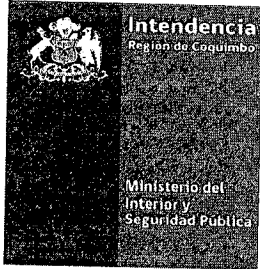 Intendencia
Región de Coquimbo
Ministerio del
Interior y
Seguridad Pública